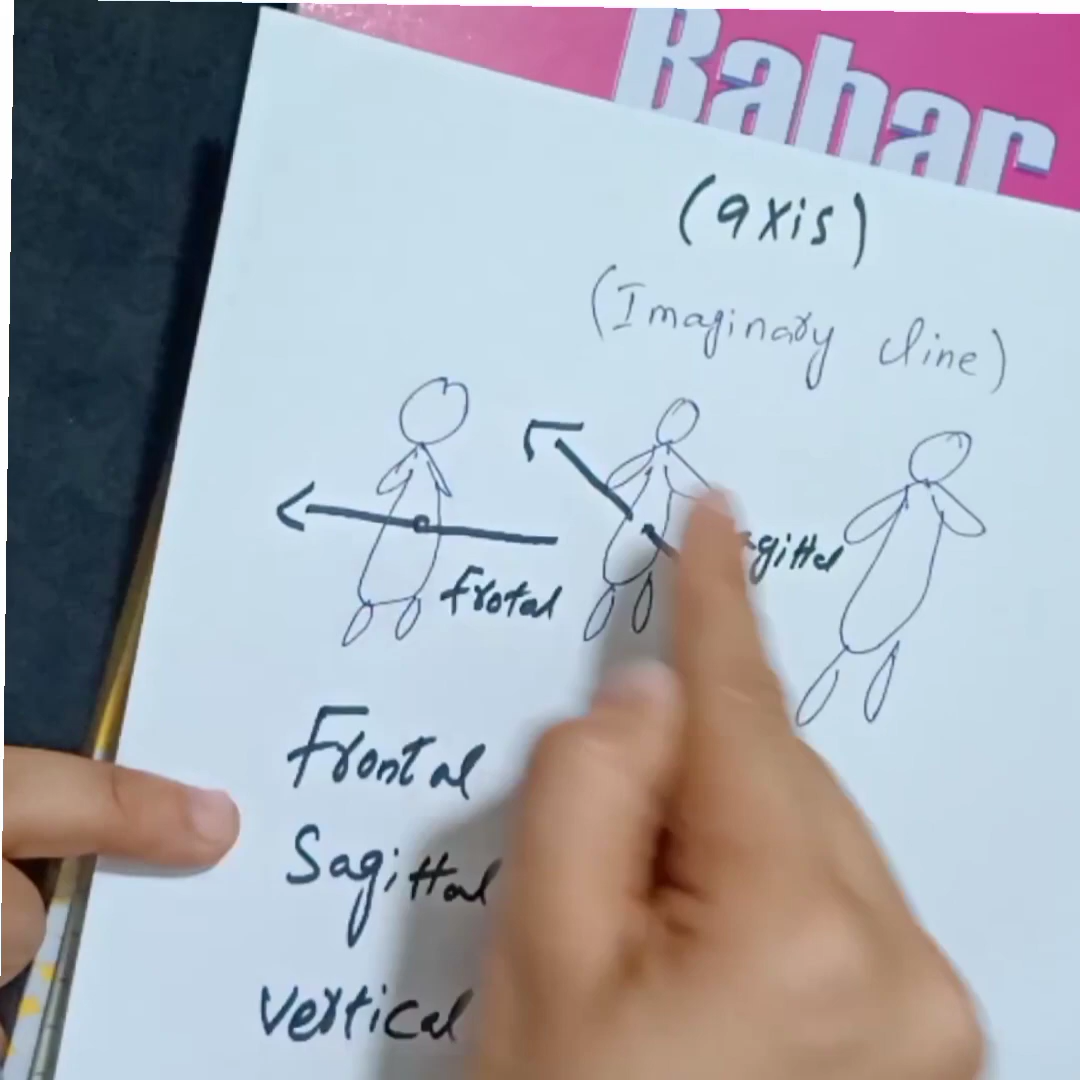 Bahar
(axis)
(Imaginary line)
Frotal
Frontal
Sagittal
Vertical